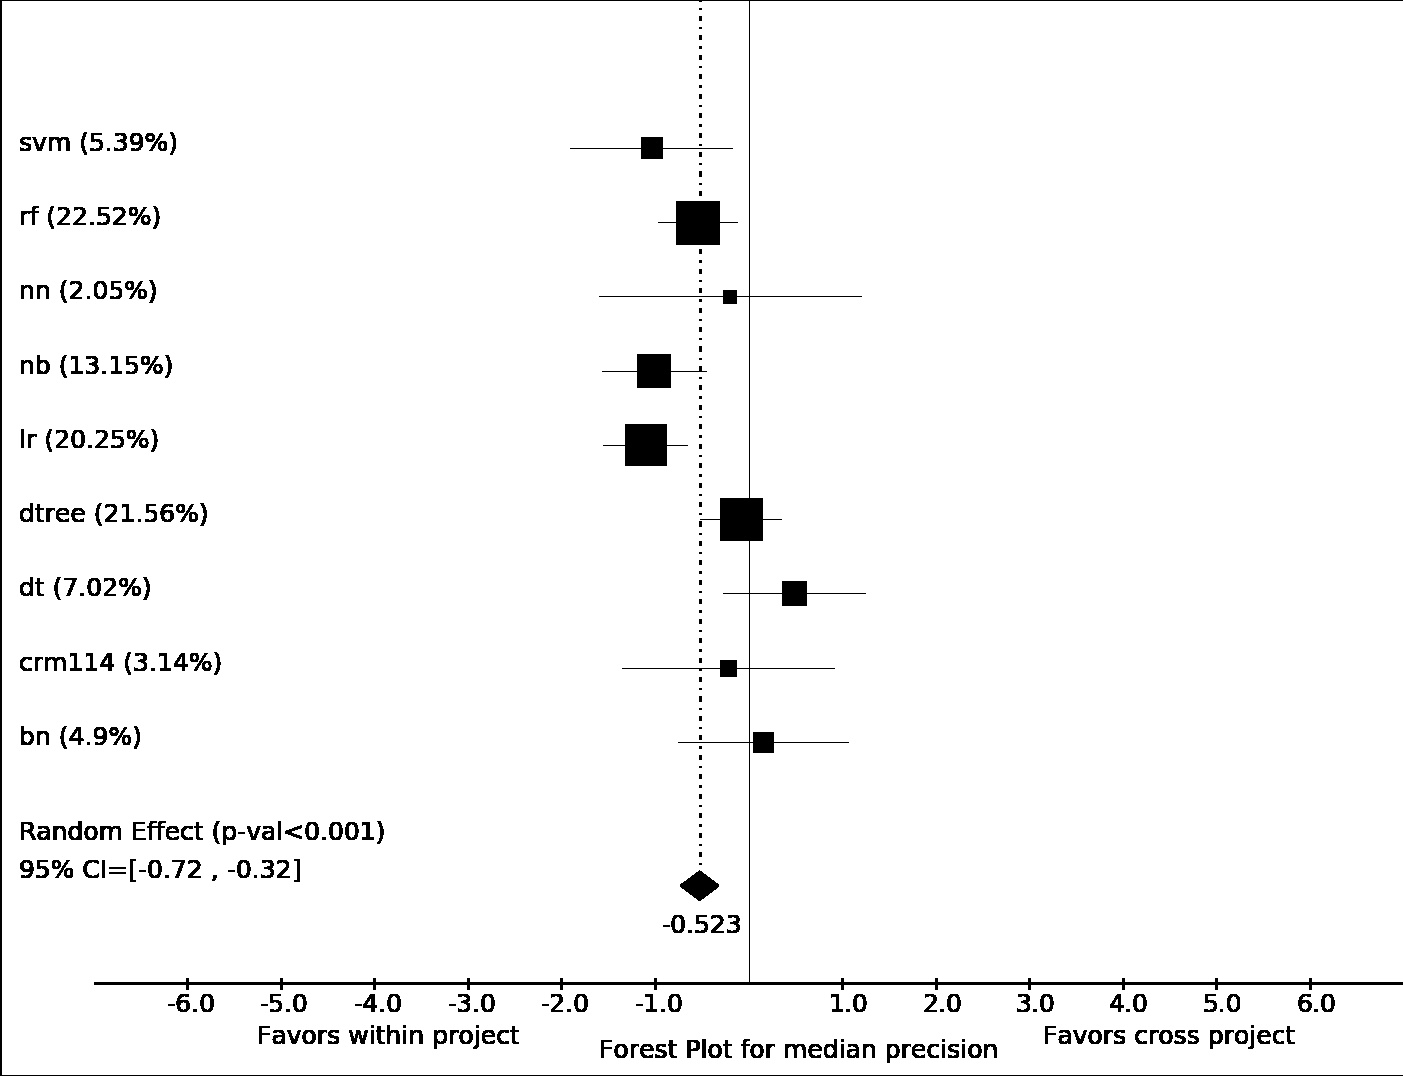 svm (5.39%)
rf (22.52%)
nn (2.05%)
nb (13.15%)
lr (20.25%)
dtree (21.56%)
dt (7.02%)
crm114 (3.14%)
bn (4.9%)
Random Effect (p-val<0.001)
95% CI=[-0.72 , -0.32]
-0.523
-6.0 -5.0 -4.0 -3.0 -2.0 -1.0 1.0 2.0 3.0 4.0 5.0 6.0
Favors within project Favors cross project
Forest Plot for median precision